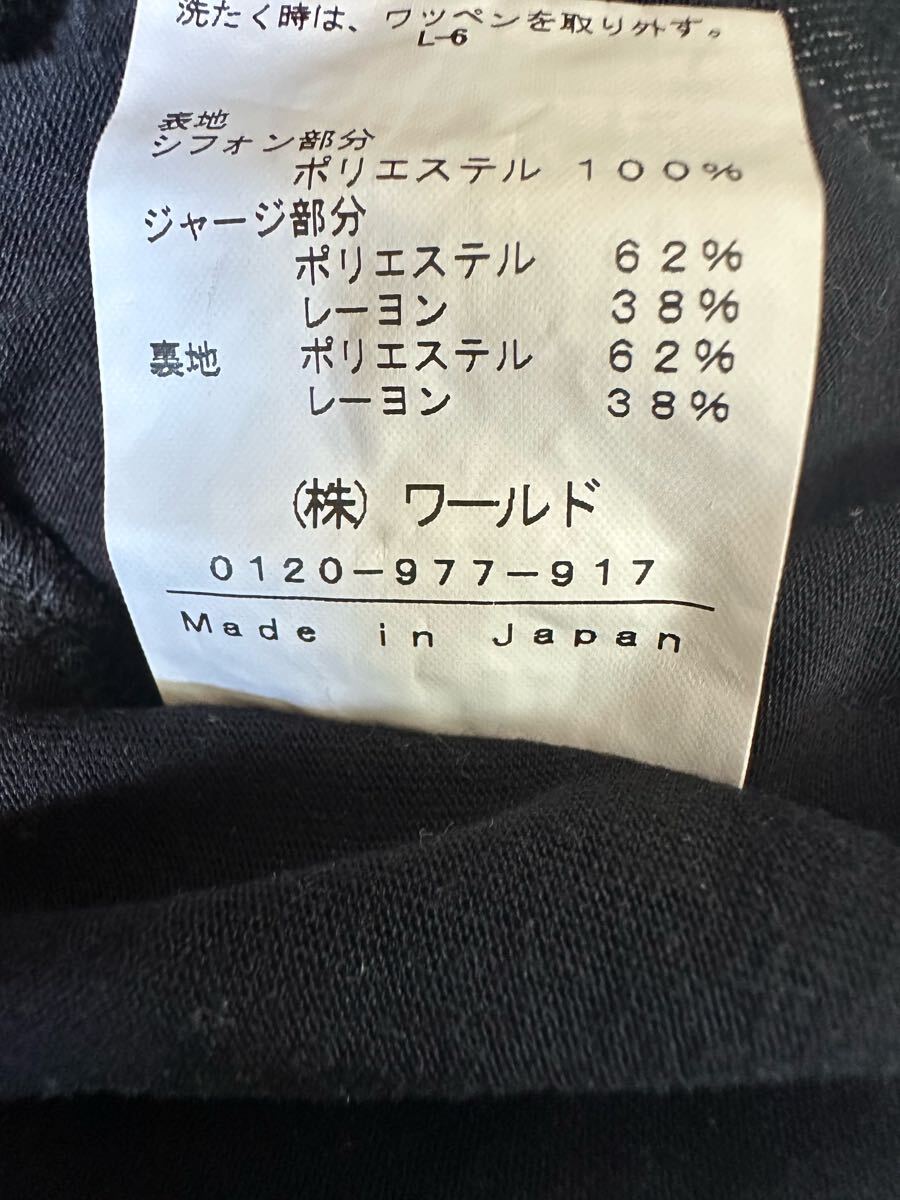 洗たく時は、ワッペンを取り外す。
L-6
表地
シフォン部分
ポリエステル 100%
ジャージ部分
ポリエステル 62%
レーヨン 38%
裏地 ポリエステル 62%
レーヨン 38%
(株) ワールド
0120-977-917
Made in Japan